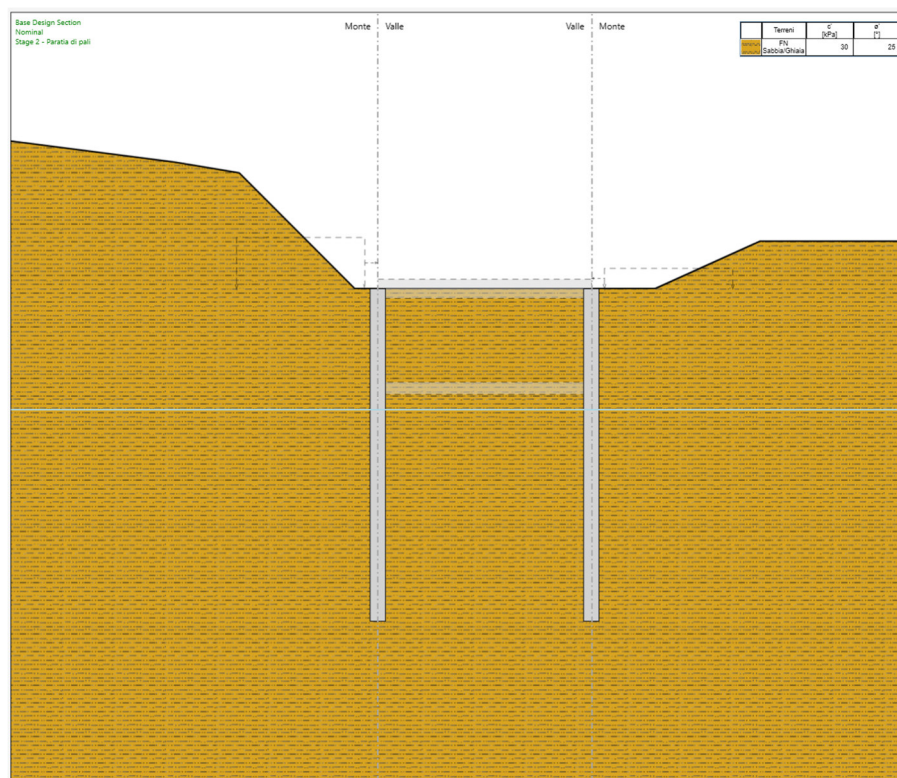 Base Design Section
Nominal
Stage 2 - Paratia di pali
Monte Valle
Valle Monte
Terreni c' [kPa] ø' [°]
FN Sabbia/Ghiaia 30 25